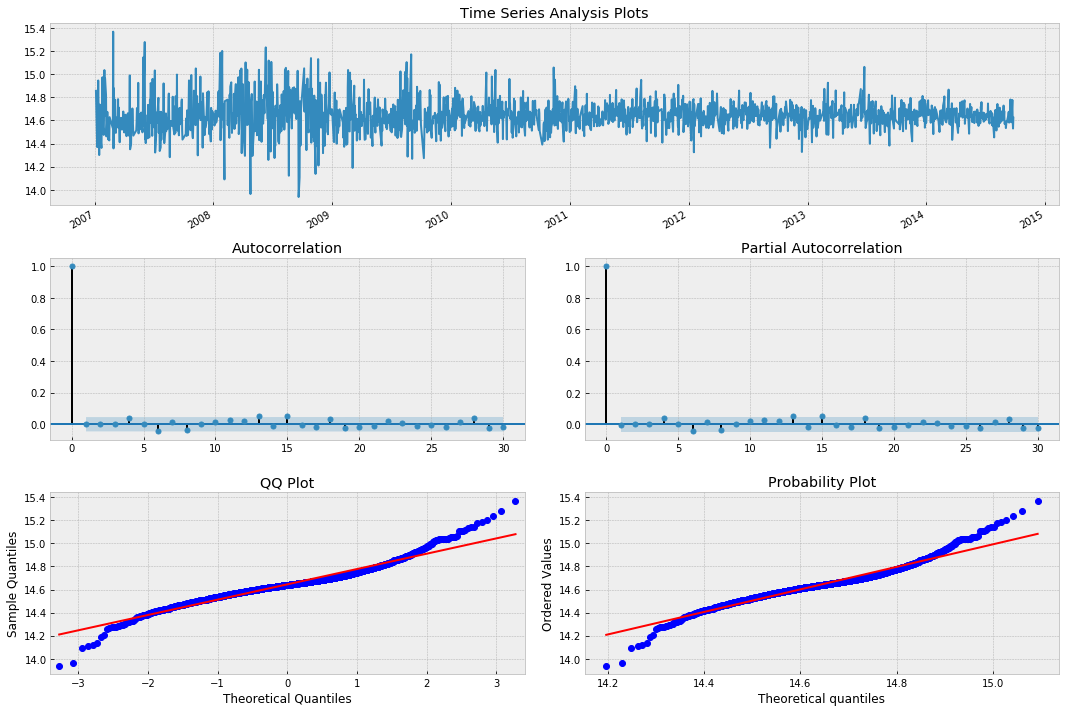 Time Series Analysis Plots
15.4
15.2
15.0
14.8
14.6
14.4
14.2
14.0
2007 2008 2009 2010 2011 2012 2013 2014 2015
Autocorrelation
1.0
0.8
0.6
0.4
0.2
0.0
0 5 10 15 20 25 30
Partial Autocorrelation
1.0
0.8
0.6
0.4
0.2
0.0
0 5 10 15 20 25 30
QQ Plot
Sample Quantiles
15.4
15.2
15.0
14.8
14.6
14.4
14.2
14.0
−3 −2 −1 0 1 2 3
Theoretical Quantiles
Probability Plot
Ordered Values
15.4
15.2
15.0
14.8
14.6
14.4
14.2
14.0
14.2 14.4 14.6 14.8 15.0
Theoretical quantiles